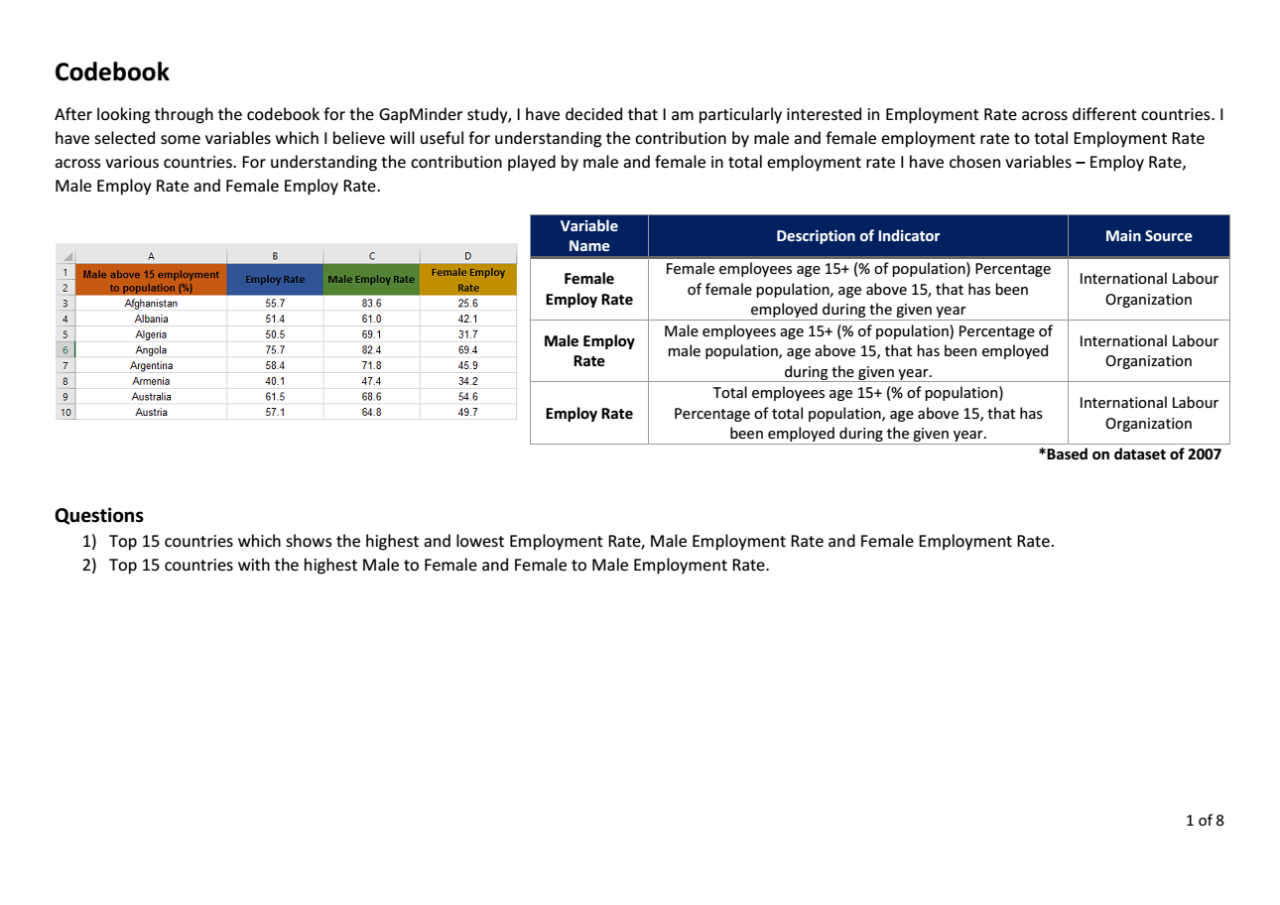 Codebook
After looking through the codebook for the GapMinder study, I have decided that I am particularly interested in Employment Rate across different countries. I
have selected some variables which I believe will useful for understanding the contribution by male and female employment rate to total Employment Rate
across various countries. For understanding the contribution played by male and female in total employment rate I have chosen variables – Employ Rate,
Male Employ Rate and Female Employ Rate.
A B C D
1 Male above 15 employment Employ Rate Male Employ Rate Female Employ
2 to population (%) Rate
3 Afghanistan 55.7 83.6 25.6
4 Albania 51.4 61.0 42.1
5 Algeria 50.5 69.1 31.7
6 Angola 75.7 82.4 69.4
7 Argentina 58.4 71.8 45.9
8 Armenia 40.1 47.4 34.2
9 Australia 61.5 68.6 54.6
10 Austria 57.1 64.8 49.7
Variable
Name
Description of Indicator
Main Source
Female
Employ Rate
Female employees age 15+ (% of population) Percentage
of female population, age above 15, that has been
employed during the given year
International Labour
Organization
Male Employ
Rate
Male employees age 15+ (% of population) Percentage of
male population, age above 15, that has been employed
during the given year.
International Labour
Organization
Employ Rate
Total employees age 15+ (% of population)
Percentage of total population, age above 15, that has
been employed during the given year.
International Labour
Organization
*Based on dataset of 2007
Questions
1) Top 15 countries which shows the highest and lowest Employment Rate, Male Employment Rate and Female Employment Rate.
2) Top 15 countries with the highest Male to Female and Female to Male Employment Rate.
1 of 8